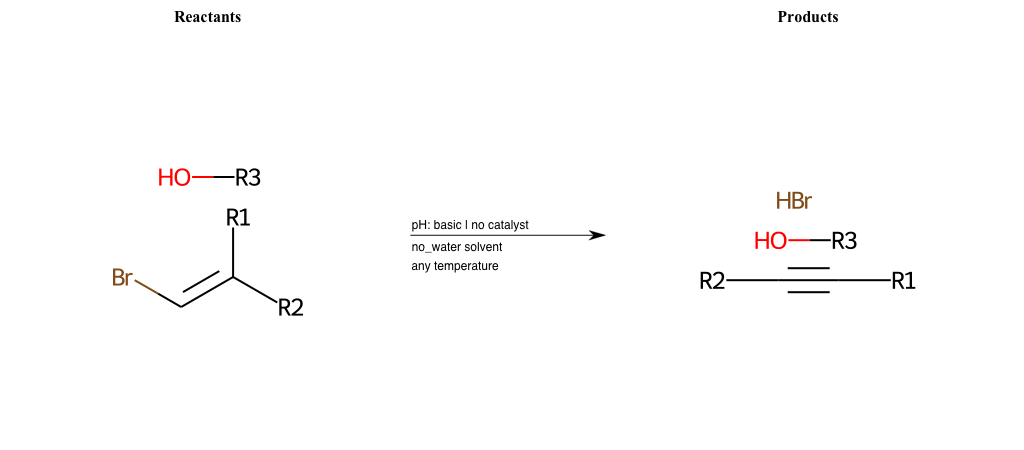 Reactants
Products
HO R3
R1
Br
R2
pH: basic | no catalyst
no_water solvent
any temperature
HBr
HO R3
R2 R1